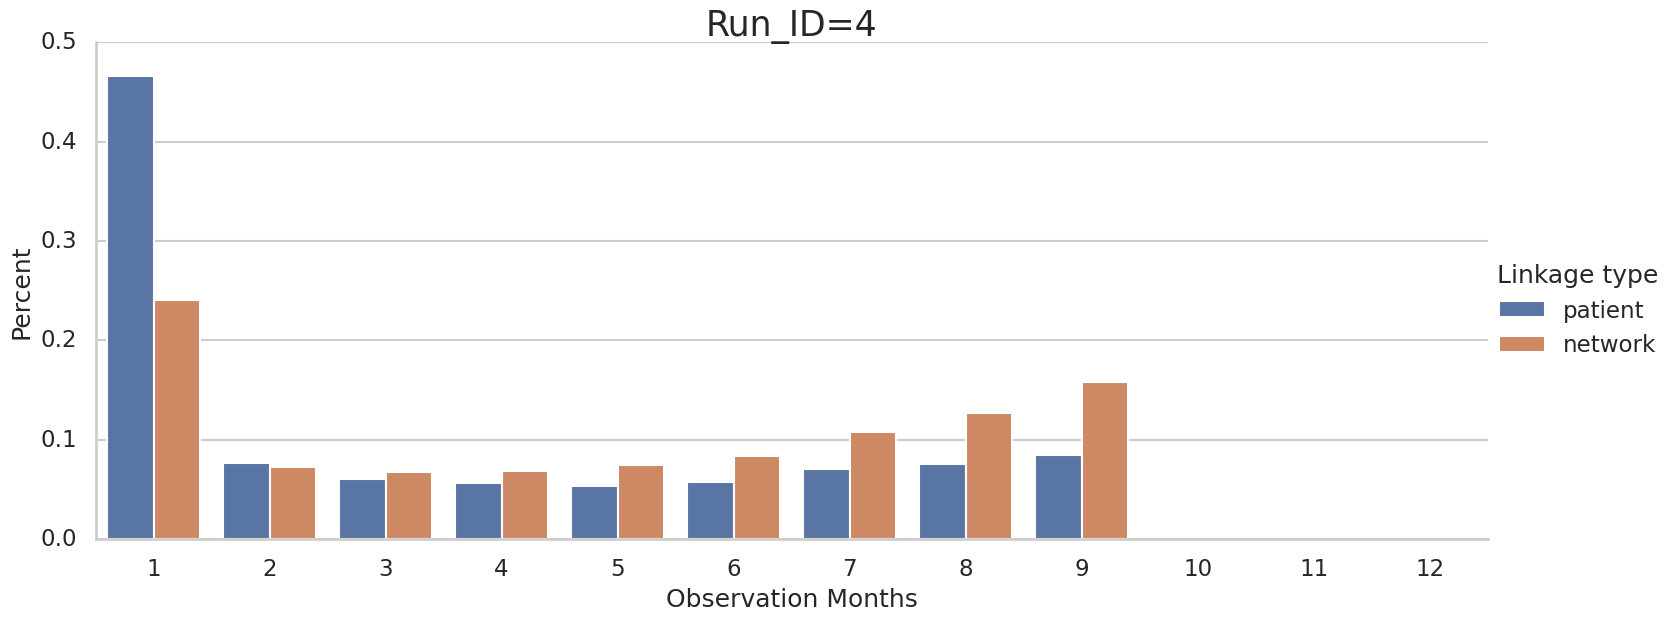 Run_ID=4
Percent
0.5
0.4
0.3
0.2
0.1
0.0
1 2 3 4 5 6 7 8 9 10 11 12
Observation Months
Linkage type
patient
network